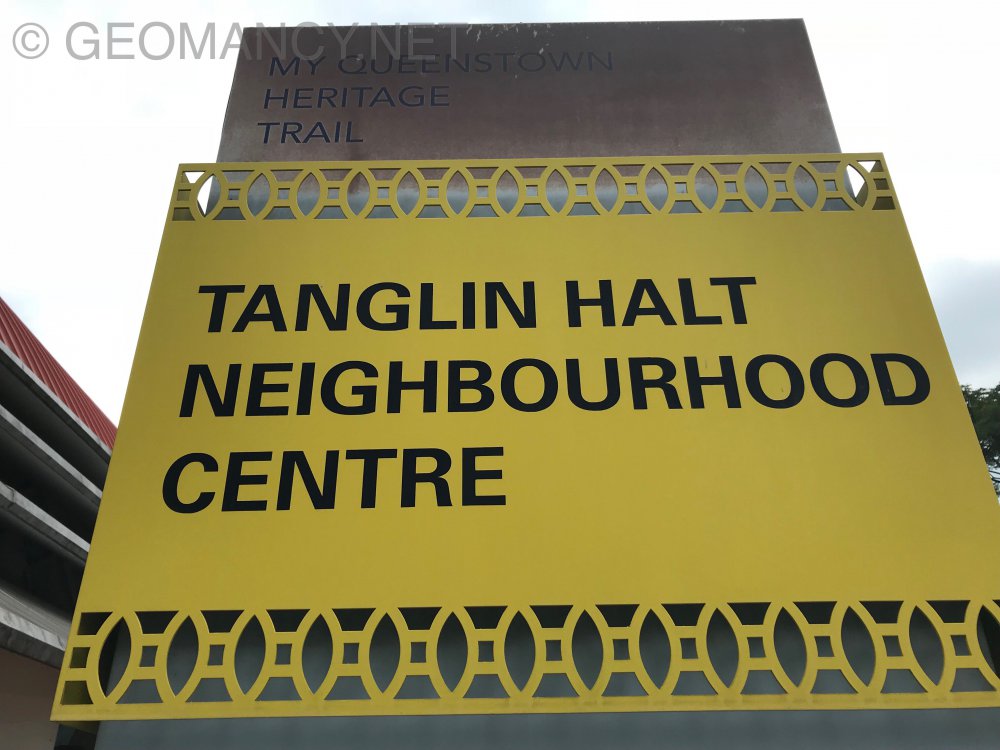 © GEOMANCY.NET
MY QUEENSTOWN
HERITAGE
TRAIL
TANGLIN HALT
NEIGHBOURHOOD
CENTRE